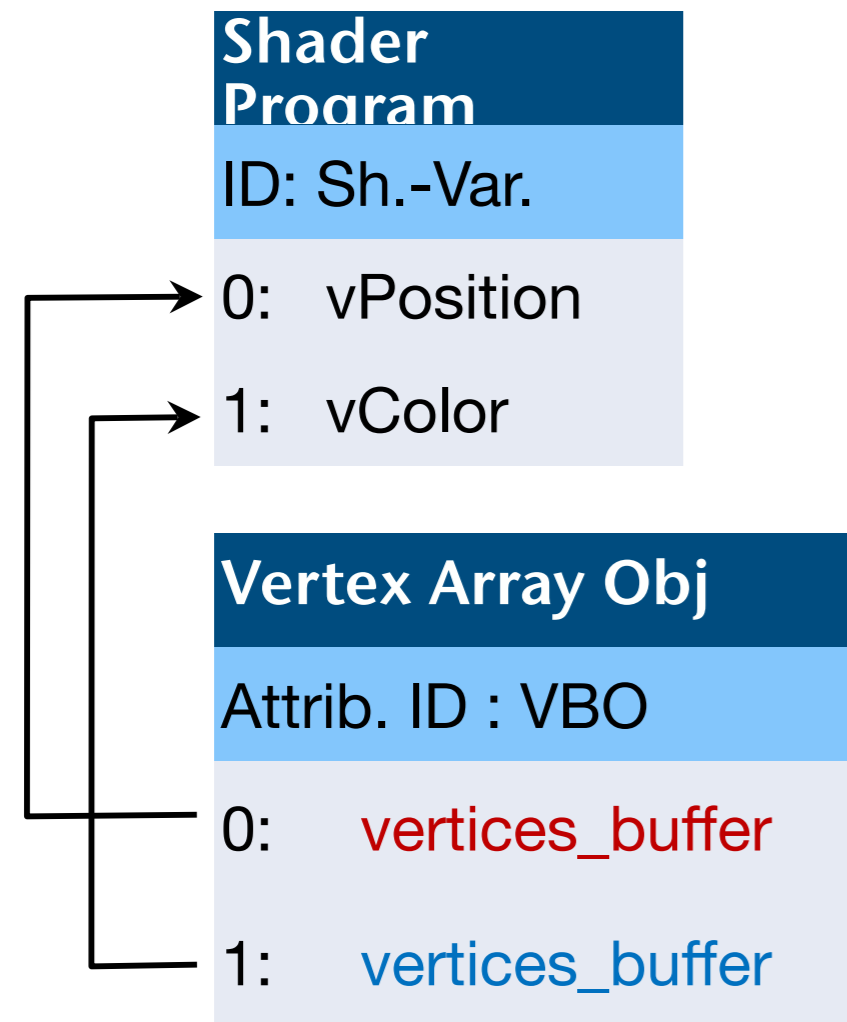 Shader
Program
ID: Sh.-Var.
0: vPosition
1: vColor
Vertex Array Obj
Attrib. ID : VBO
0: vertices_buffer
1: vertices_buffer